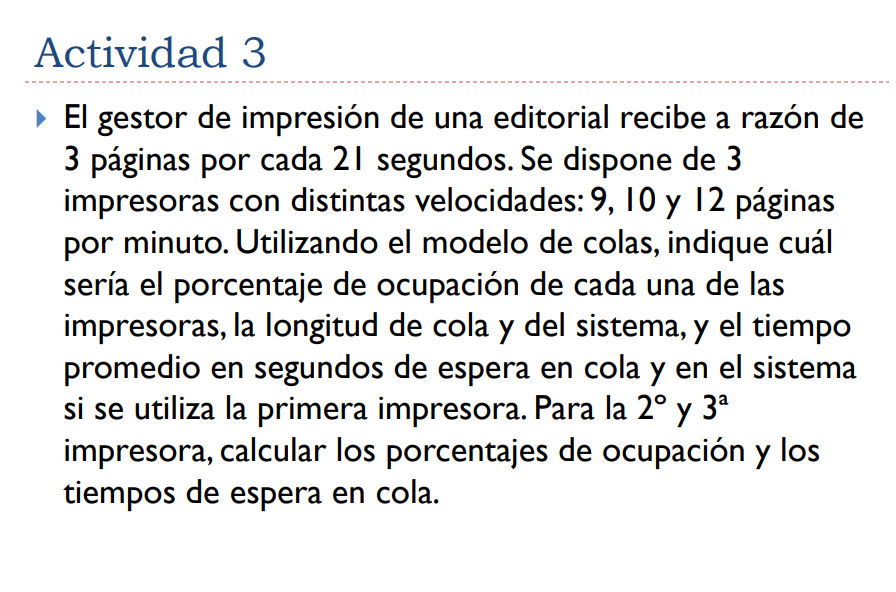 Actividad 3
El gestor de impresión de una editorial recibe a razón de
3 páginas por cada 21 segundos. Se dispone de 3
impresoras con distintas velocidades: 9, 10 y 12 páginas
por minuto. Utilizando el modelo de colas, indique cuál
sería el porcentaje de ocupación de cada una de las
impresoras, la longitud de cola y del sistema, y el tiempo
promedio en segundos de espera en cola y en el sistema
si se utiliza la primera impresora. Para la 2º y 3ª
impresora, calcular los porcentajes de ocupación y los
tiempos de espera en cola.